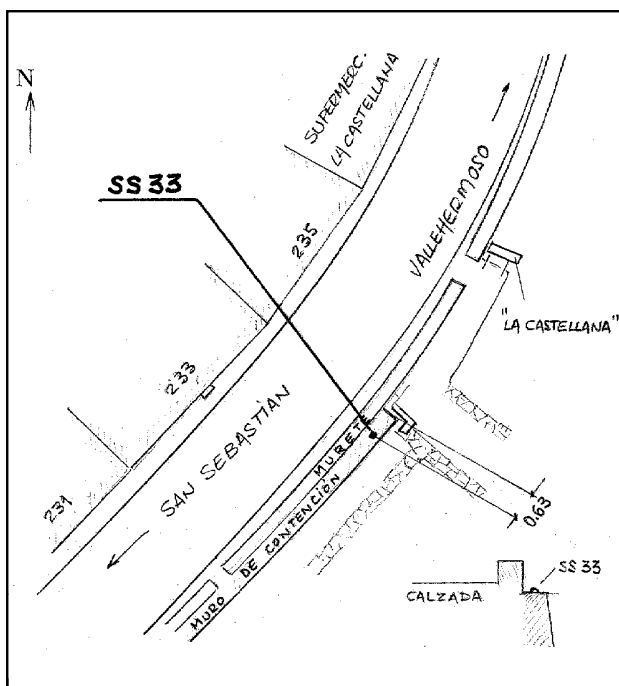 N
SUPERMERC.
LA CASTELLANA
SS 33
VALLEHERMOSO
235
"LA CASTELLANA"
233
SAN SEBASTIÁN
231
MURETE
MURO DE CONTENCIÓN
0.63
SS 33
CALZADA